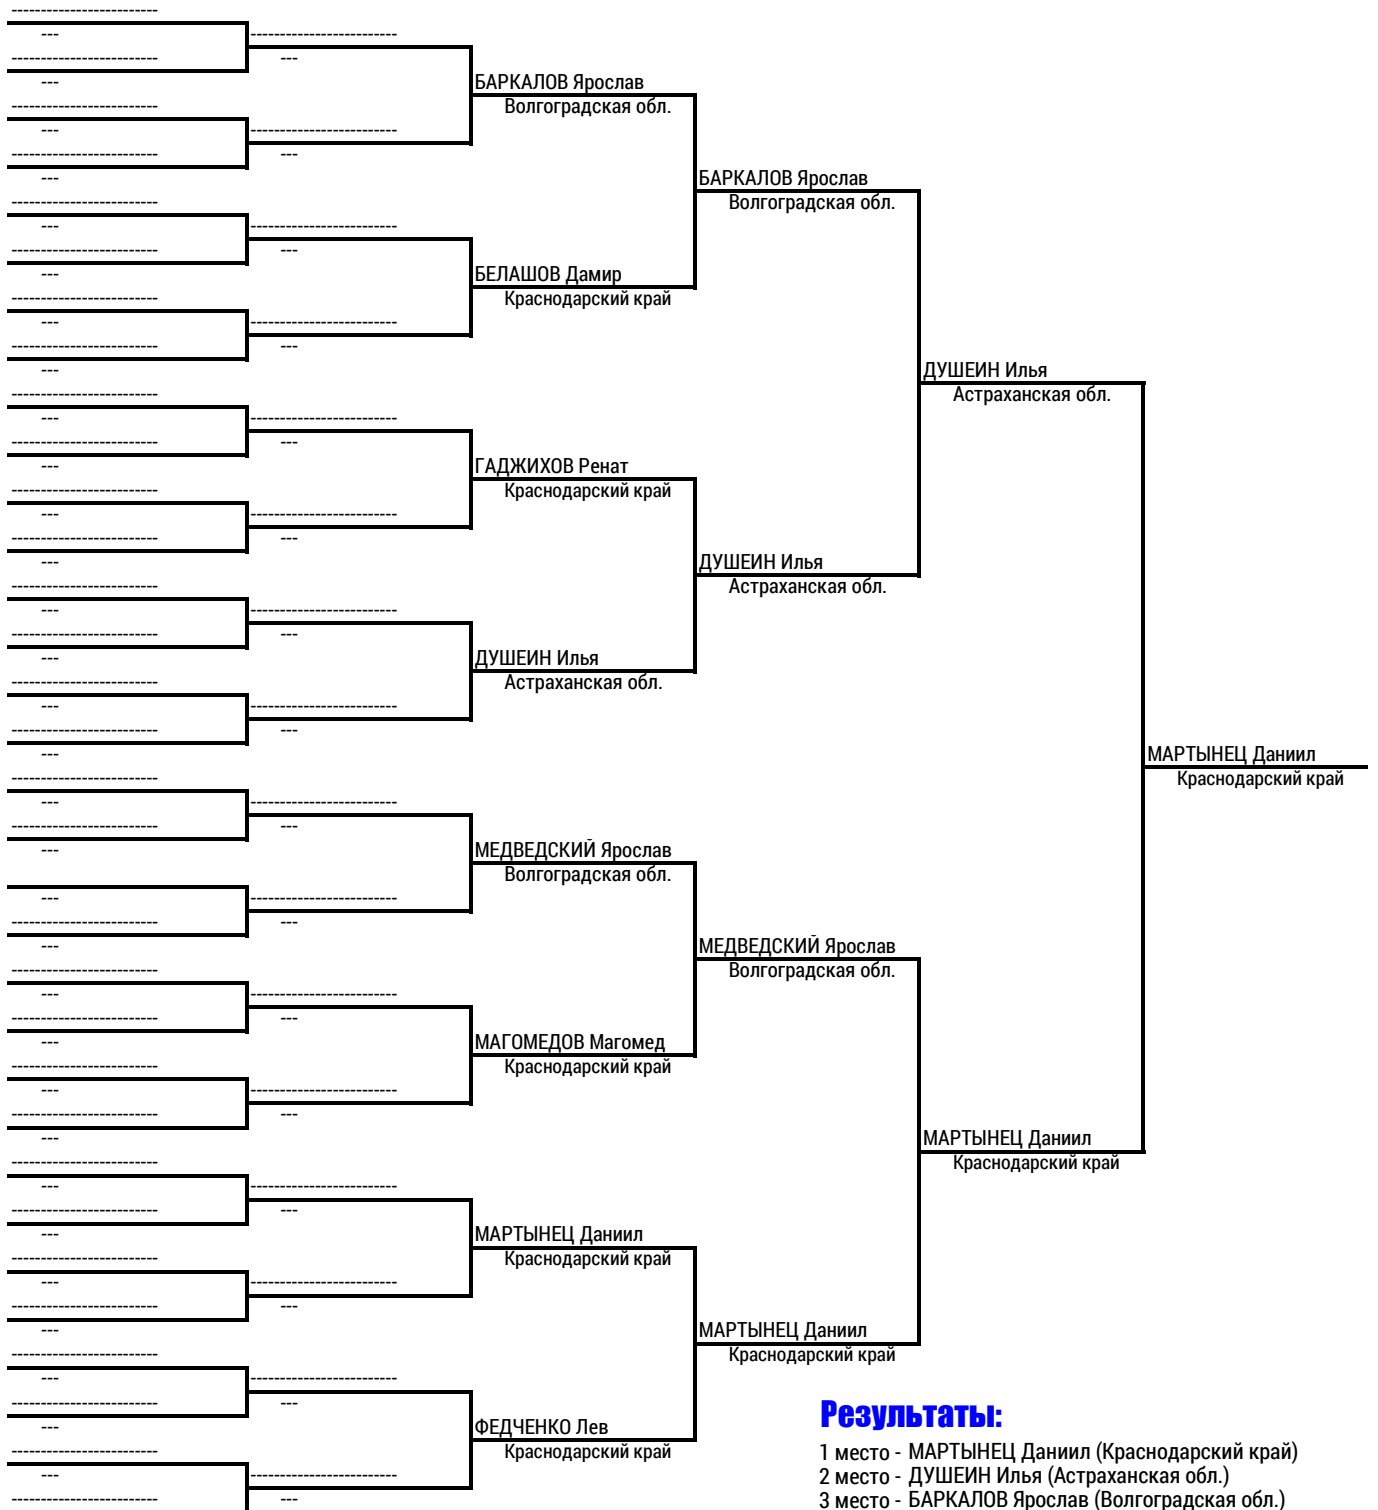 БАРКАЛОВ Ярослав
Волгоградская обл.
БЕЛАШОВ Дамир
Краснодарский край
ГАДЖИХОВ Ренат
Краснодарский край
ДУШЕИН Илья
Астраханская обл.
МЕДВЕДСКИЙ Ярослав
Волгоградская обл.
МАГОМЕДОВ Магомед
Краснодарский край
МАРТЫНЕЦ Даниил
Краснодарский край
ФЕДЧЕНКО Лев
Краснодарский край
БАРКАЛОВ Ярослав
Волгоградская обл.
ДУШЕИН Илья
Астраханская обл.
МЕДВЕДСКИЙ Ярослав
Волгоградская обл.
МАРТЫНЕЦ Даниил
Краснодарский край
ДУШЕИН Илья
Астраханская обл.
МАРТЫНЕЦ Даниил
Краснодарский край
МАРТЫНЕЦ Даниил
Краснодарский край
Результаты:
1 место - МАРТЫНЕЦ Даниил (Краснодарский край)
2 место - ДУШЕИН Илья (Астраханская обл.)
3 место - БАРКАЛОВ Ярослав (Волгоградская обл.)